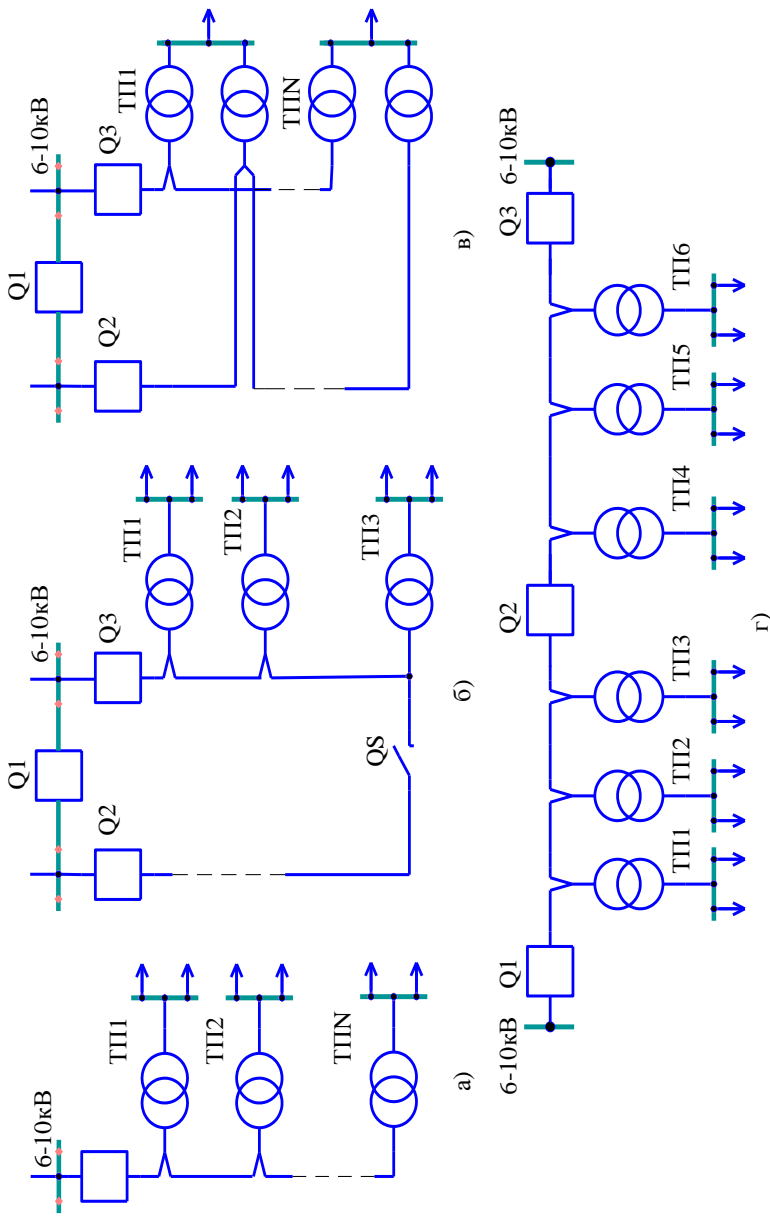 6-10кВ
ТП1
ТП2
ТПN
а)
Q1
6-10кВ
Q2
Q3
ТП1
ТП2
ТП3
QS
б)
Q1
6-10кВ
Q2
Q3
ТП1
ТПN
в)
6-10кВ
Q1
Q2
Q3
6-10кВ
ТП1
ТП2
ТП3
ТП4
ТП5
ТП6
г)